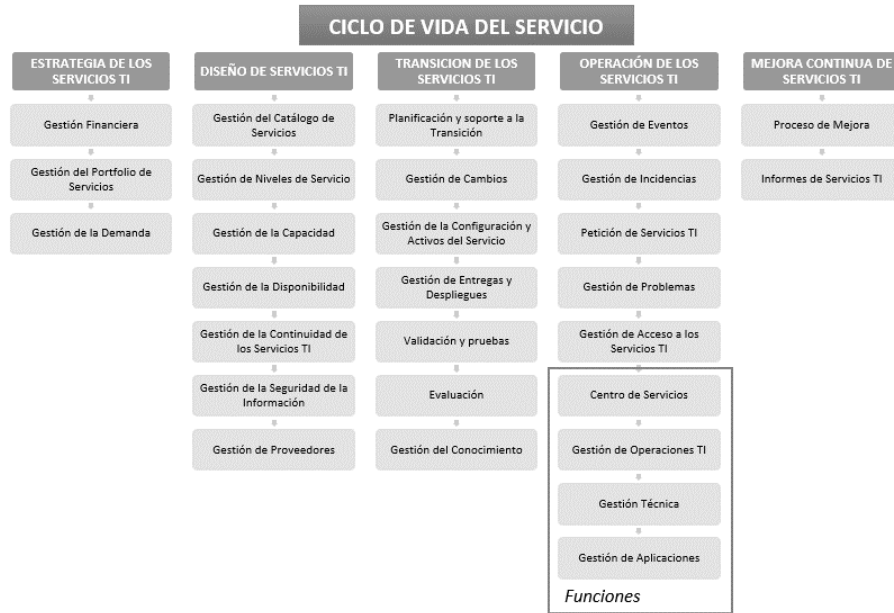 CICLO DE VIDA DEL SERVICIO
ESTRATEGIA DE LOS
SERVICIOS TI
Gestión Financiera
Gestión del Portfolio de
Servicios
Gestión de la Demanda
DISEÑO DE SERVICIOS TI
Gestión del Catálogo de
Servicios
Gestión de Niveles de Servicio
Gestión de la Capacidad
Gestión de la Disponibilidad
Gestión de la Continuidad de
los Servicios TI
Gestión de la Seguridad de la
Información
Gestión de Proveedores
TRANSICION DE LOS
SERVICIOS TI
Planificación y soporte a la
Transición
Gestión de Cambios
Gestión de la Configuración y
Activos del Servicio
Gestión de Entregas y
Despliegues
Validación y pruebas
Evaluación
Gestión del Conocimiento
OPERACIÓN DE LOS
SERVICIOS TI
Gestión de Eventos
Gestión de Incidencias
Petición de Servicios TI
Gestión de Problemas
Gestión de Acceso a los
Servicios TI
Centro de Servicios
Gestión de Operaciones TI
Gestión Técnica
Gestión de Aplicaciones
Funciones
MEJORA CONTINUA DE
SERVICIOS TI
Proceso de Mejora
Informes de Servicios TI